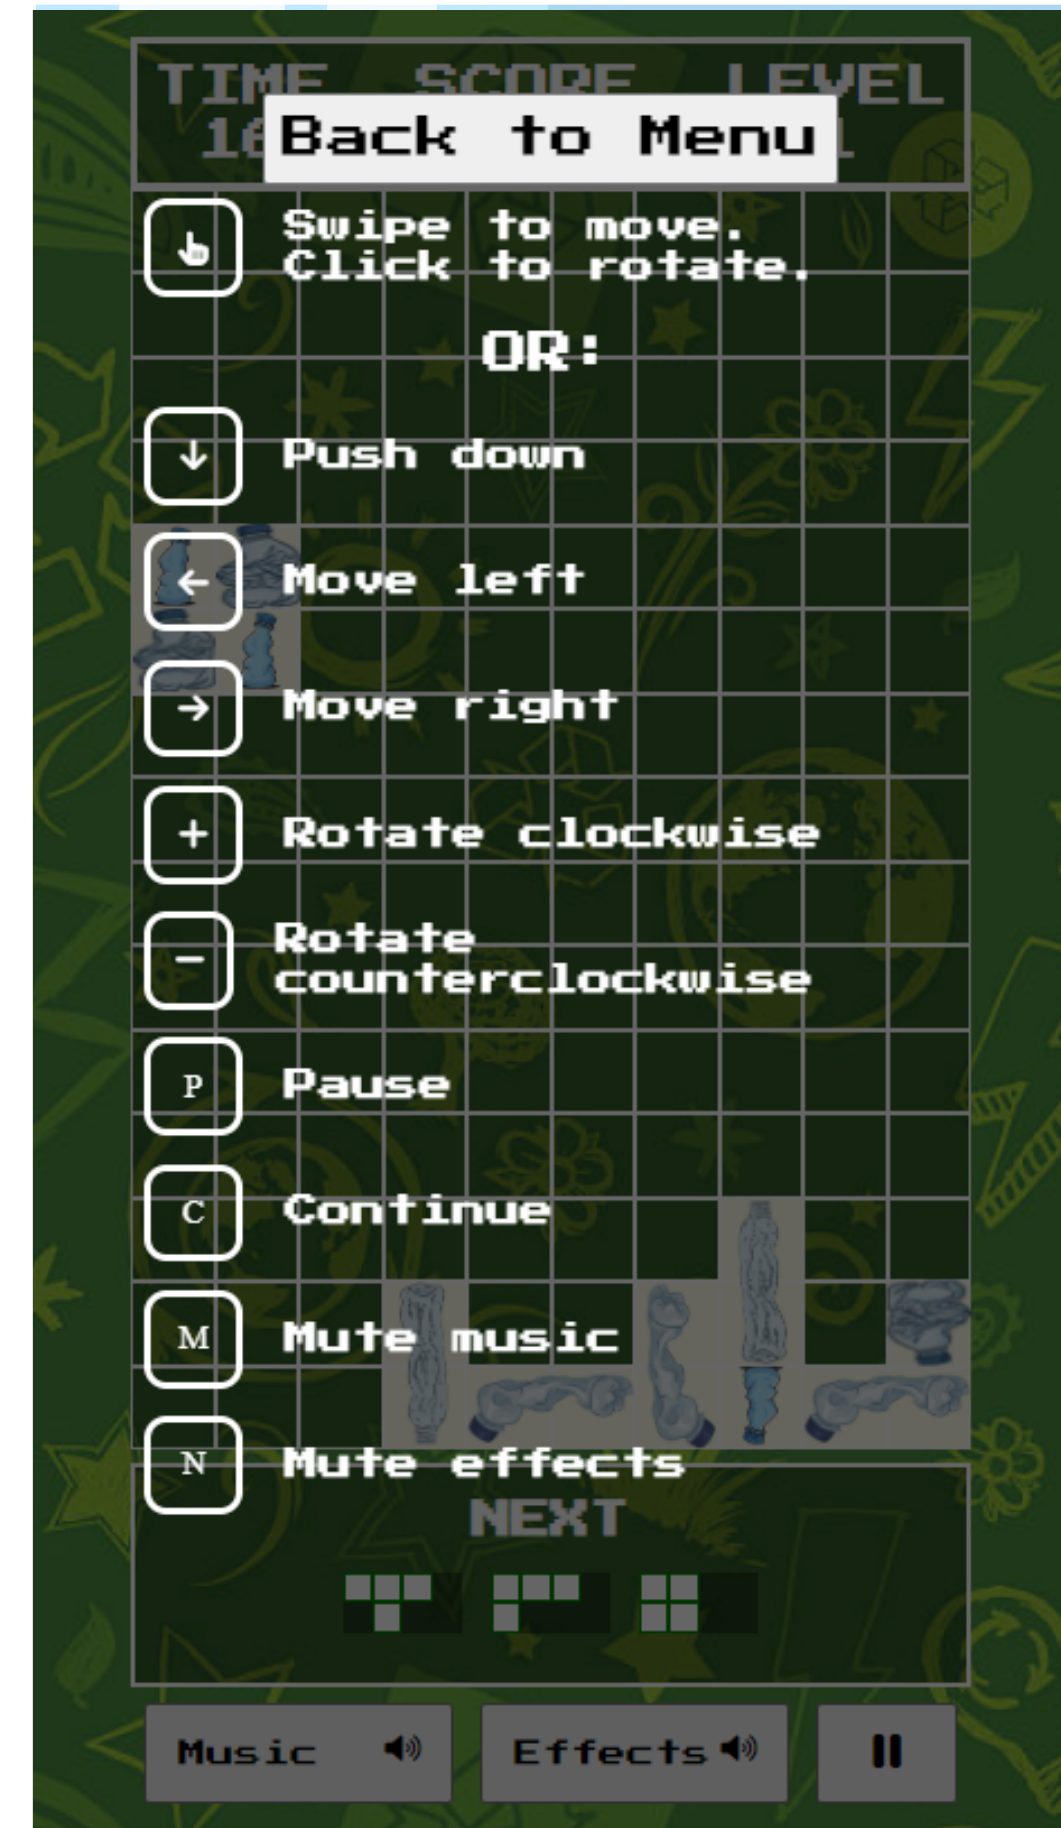 TIME SCORE LEVEL
Back to Menu
Swipe to move.
Click to rotate.
OR:
Push down
Move left
Move right
+ Rotate clockwise
- Rotate
counterclockwise
P Pause
C Continue
M Mute music
N Mute effects
NEXT
Music Effects